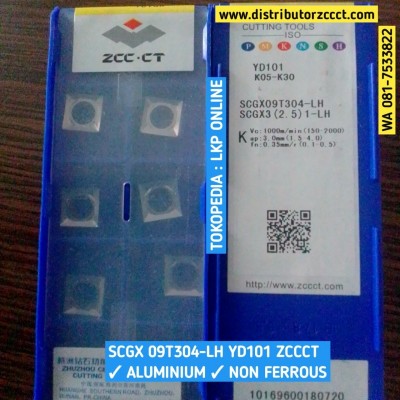 www.distributorzccct.com
WA 081-7533822
TOKOPEDIA : LKP ONLINE
ZCC·CT
CUTTING TOOLS
ISO
P M K N S H
YD101
K05-K30
SCGX09T304-LH
SCGX3(2.5)1-LH
K
Vc:1000m/min(150-2000)
ap:3.0mm(1.5-4.0)
fn:0.35mm/r(0.1-0.5)
http://www.zccct.com
SCGX 09T304-LH YD101 ZCCCT
✓ ALUMINIUM ✓ NON FERROUS
10169600180720